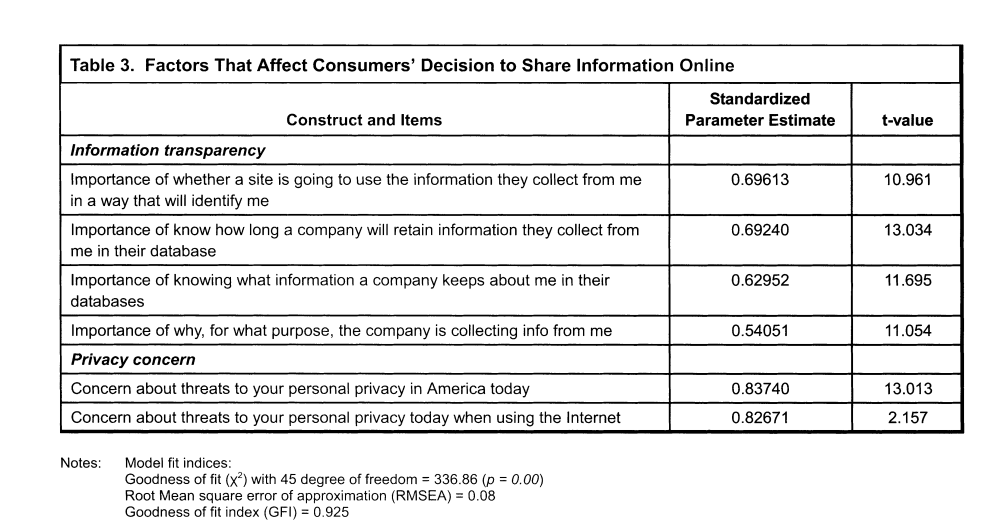 Table 3. Factors That Affect Consumers' Decision to Share Information Online
Construct and Items
Standardized
Parameter Estimate
t-value
Information transparency
Importance of whether a site is going to use the information they collect from me
in a way that will identify me
0.69613
10.961
Importance of know how long a company will retain information they collect from
me in their database
0.69240
13.034
Importance of knowing what information a company keeps about me in their
databases
0.62952
11.695
Importance of why, for what purpose, the company is collecting info from me
0.54051
11.054
Privacy concern
Concern about threats to your personal privacy in America today
0.83740
13.013
Concern about threats to your personal privacy today when using the Internet
0.82671
2.157
Notes: Model fit indices:
Goodness of fit (χ²) with 45 degree of freedom = 336.86 (p = 0.00)
Root Mean square error of approximation (RMSEA) = 0.08
Goodness of fit index (GFI) = 0.925